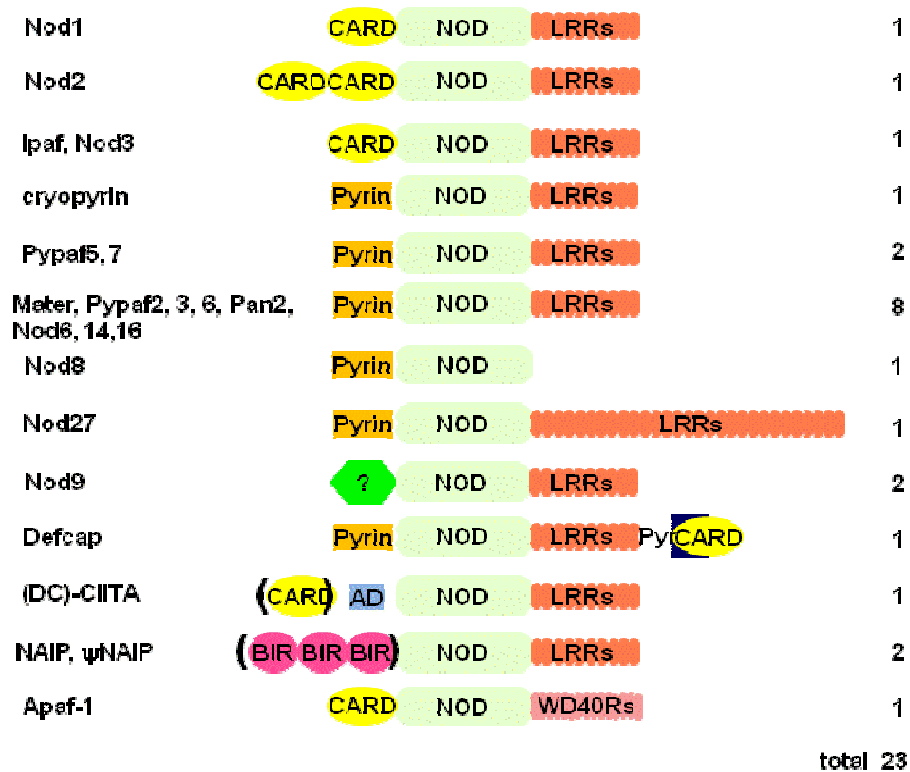 Nod1 CARD NOD LRRs 1
Nod2 CARD CARD NOD LRRs 1
Ipaf, Nod3 CARD NOD LRRs 1
cryopyrin Pyrin NOD LRRs 1
Pypaf5, 7 Pyrin NOD LRRs 2
Mater, Pypaf2, 3, 6, Pan2, Pyrin NOD LRRs 8
Nod6, 14,16
Nod8 Pyrin NOD 1
Nod27 Pyrin NOD LRRs 1
Nod9 ? NOD LRRs 2
Defcap Pyrin NOD LRRs Pyr CARD 1
(DC)-CIITA (CARD) AD NOD LRRs 1
NAIP, ψNAIP (BIR BIR BIR) NOD LRRs 2
Apaf-1 CARD NOD WD40Rs 1
total 23